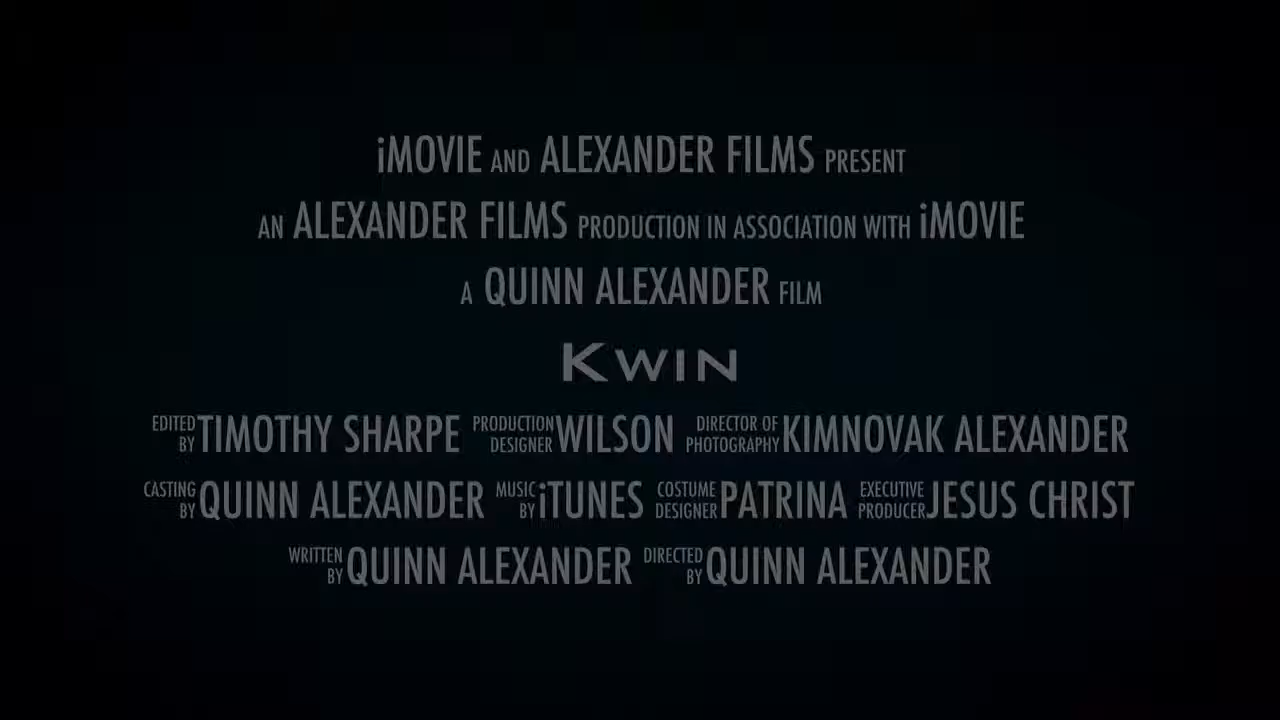 iMOVIE AND ALEXANDER FILMS PRESENT
AN ALEXANDER FILMS PRODUCTION IN ASSOCIATION WITH iMOVIE
A QUINN ALEXANDER FILM
KWIN
EDITED BY TIMOTHY SHARPE PRODUCTION DESIGNER WILSON DIRECTOR OF PHOTOGRAPHY KIMNOVAK ALEXANDER
CASTING BY QUINN ALEXANDER MUSIC BY iTUNES COSTUME DESIGNER PATRINA EXECUTIVE PRODUCER JESUS CHRIST
WRITTEN BY QUINN ALEXANDER DIRECTED BY QUINN ALEXANDER